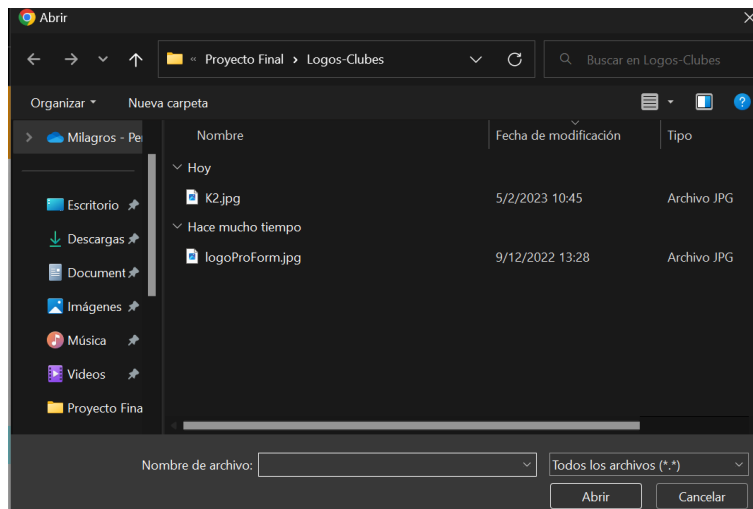 Abrir
« Proyecto Final > Logos-Clubes
Buscar en Logos-Clubes
Organizar
Nueva carpeta
Milagros - Pe
Nombre
Fecha de modificación
Tipo
Hoy
Escritorio
K2.jpg
5/2/2023 10:45
Archivo JPG
Hace mucho tiempo
Descargas
logoProForm.jpg
9/12/2022 13:28
Archivo JPG
Document
Imágenes
Música
Videos
Proyecto Fina
Nombre de archivo:
Todos los archivos (*.*)
Abrir
Cancelar